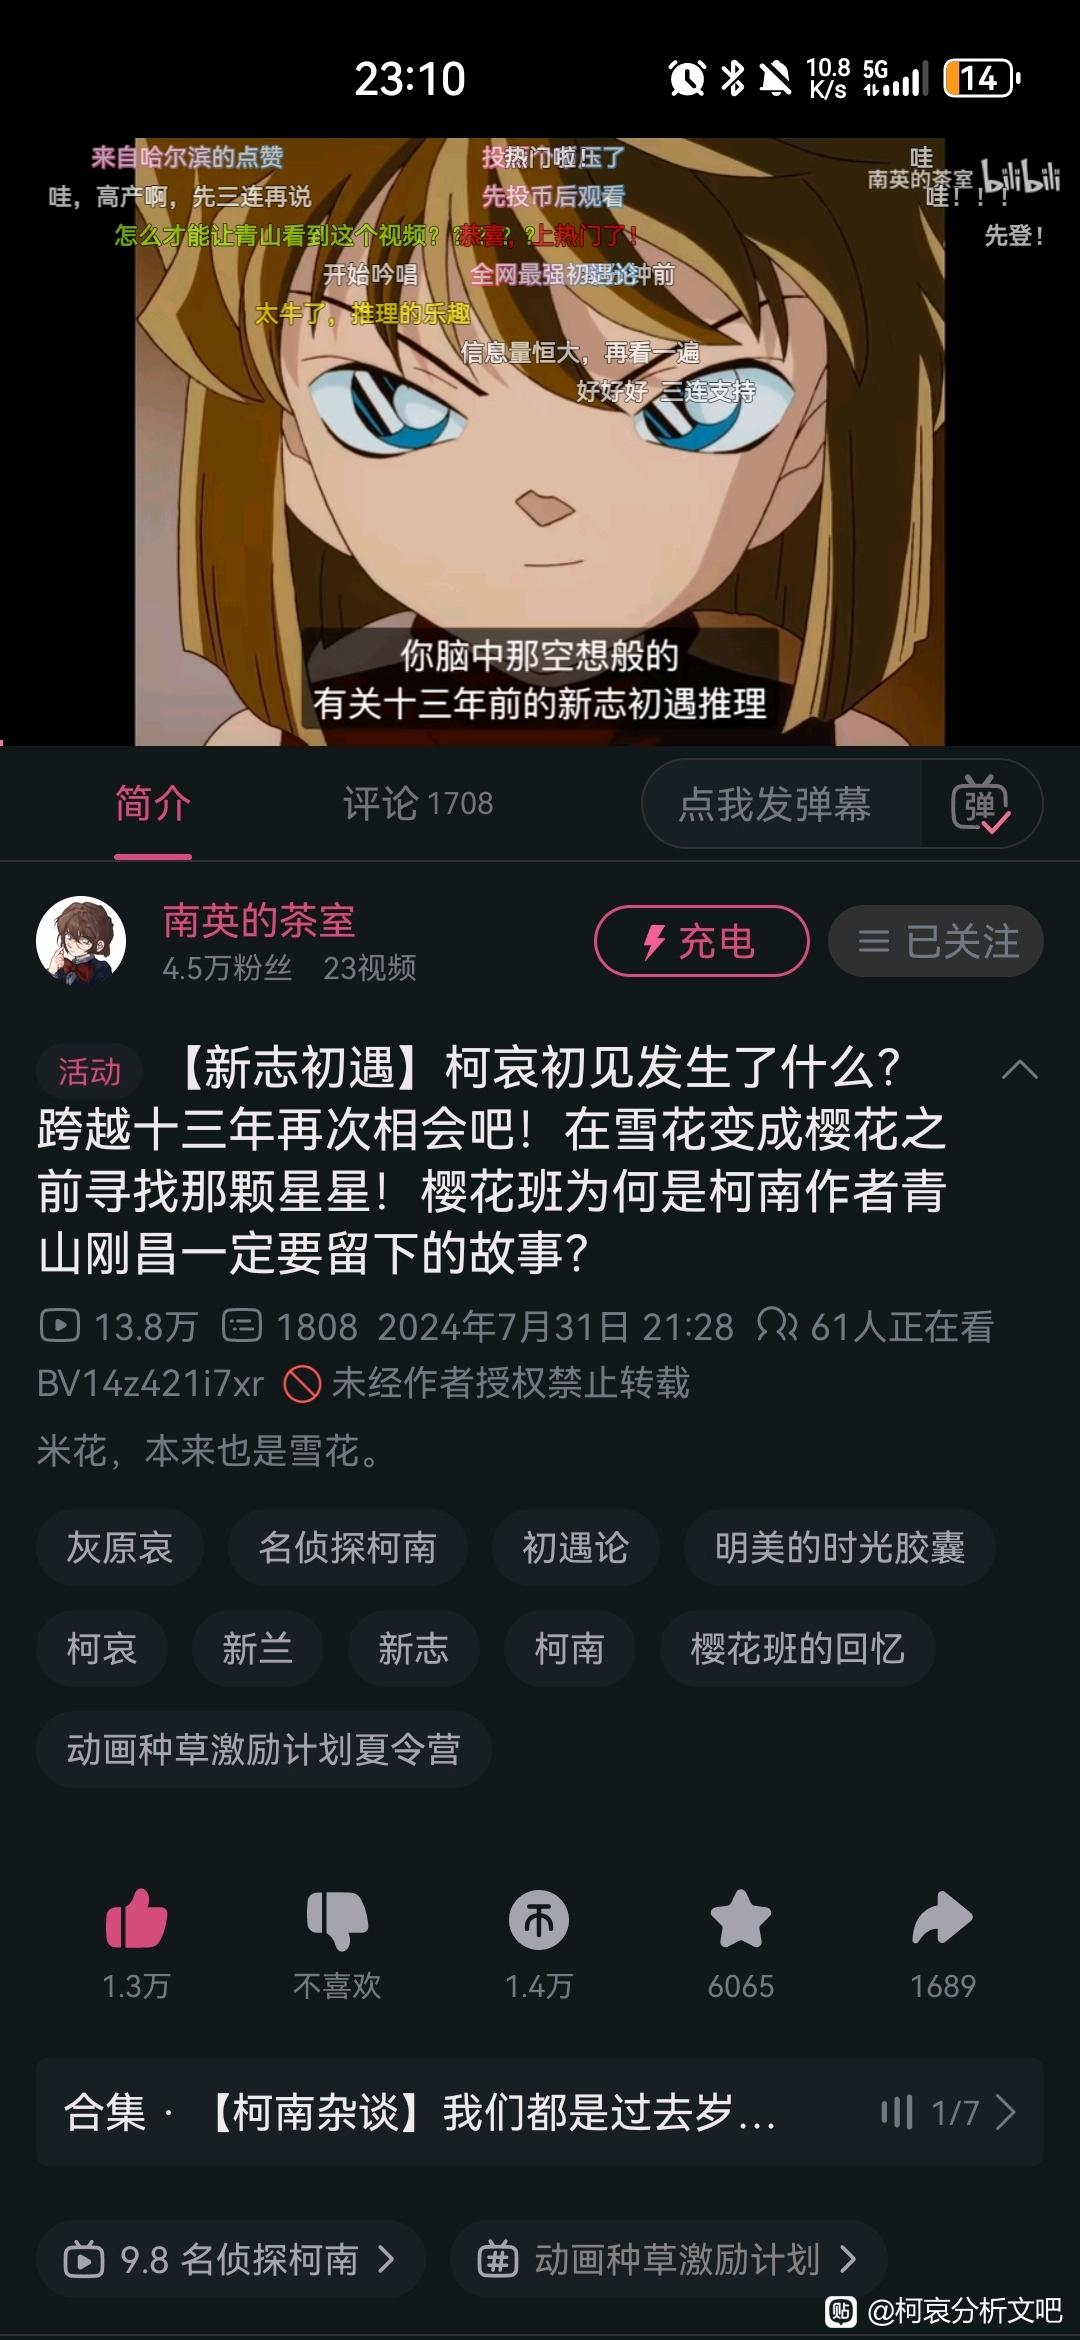 23:10
10.8 K/s 5G 14
来自哈尔滨的点赞
热门啦！
哇
南英的茶室 bilibili
哇，高产啊，先三连再说
先投币后观看
哇！！！
怎么才能让青山看到这个视频？？？？
恭喜，上热门了！
先登！
开始吟唱
全网最强初遇论
太牛了，推理的乐趣
信息量恒大，再看一遍
好好好 三连支持
你脑中那空想般的
有关十三年前的新志初遇推理
简介
评论 1708
点我发弹幕
弹
南英的茶室
4.5万粉丝 23视频
充电
已关注
活动 【新志初遇】柯哀初见发生了什么？
跨越十三年再次相会吧！在雪花变成樱花之
前寻找那颗星星！樱花班为何是柯南作者青
山刚昌一定要留下的故事？
13.8万 1808 2024年7月31日 21:28 61人正在看
BV14z421i7xr 未经作者授权禁止转载
米花，本来也是雪花。
灰原哀 名侦探柯南 初遇论 明美的时光胶囊
柯哀 新兰 新志 柯南 樱花班的回忆
动画种草激励计划夏令营
1.3万 不喜欢 1.4万 6065 1689
合集 · 【柯南杂谈】我们都是过去岁... 1/7
9.8 名侦探柯南 动画种草激励计划
贴 @柯哀分析文吧